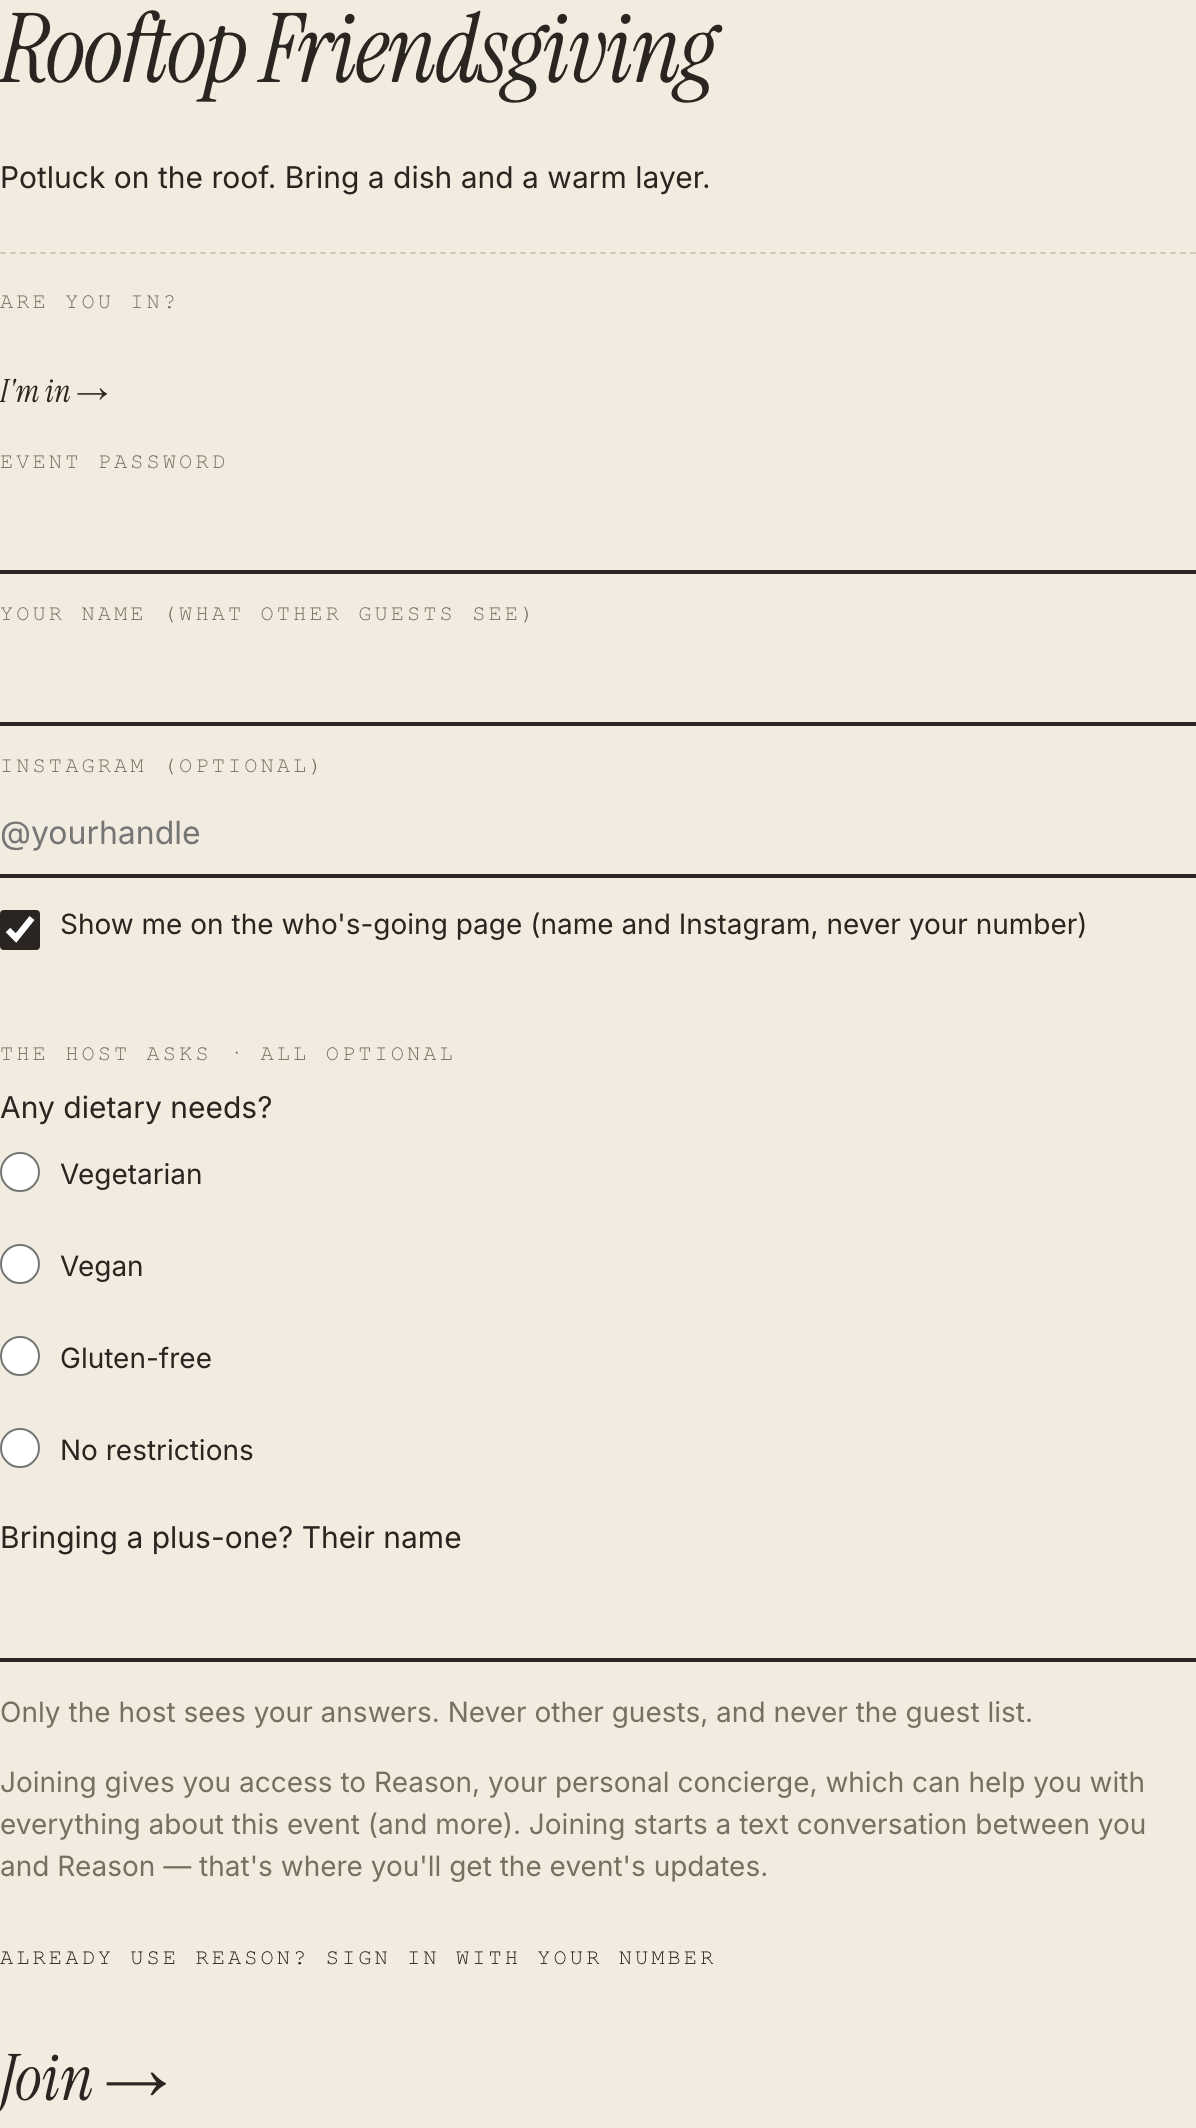 Rooftop Friendsgiving
Potluck on the roof. Bring a dish and a warm layer.
ARE YOU IN?
I'm in →
EVENT PASSWORD
YOUR NAME (WHAT OTHER GUESTS SEE)
INSTAGRAM (OPTIONAL)
@yourhandle
Show me on the who's-going page (name and Instagram, never your number)
THE HOST ASKS · ALL OPTIONAL
Any dietary needs?
Vegetarian
Vegan
Gluten-free
No restrictions
Bringing a plus-one? Their name
Only the host sees your answers. Never other guests, and never the guest list.
Joining gives you access to Reason, your personal concierge, which can help you with
everything about this event (and more). Joining starts a text conversation between you
and Reason — that's where you'll get the event's updates.
ALREADY USE REASON? SIGN IN WITH YOUR NUMBER
Join →